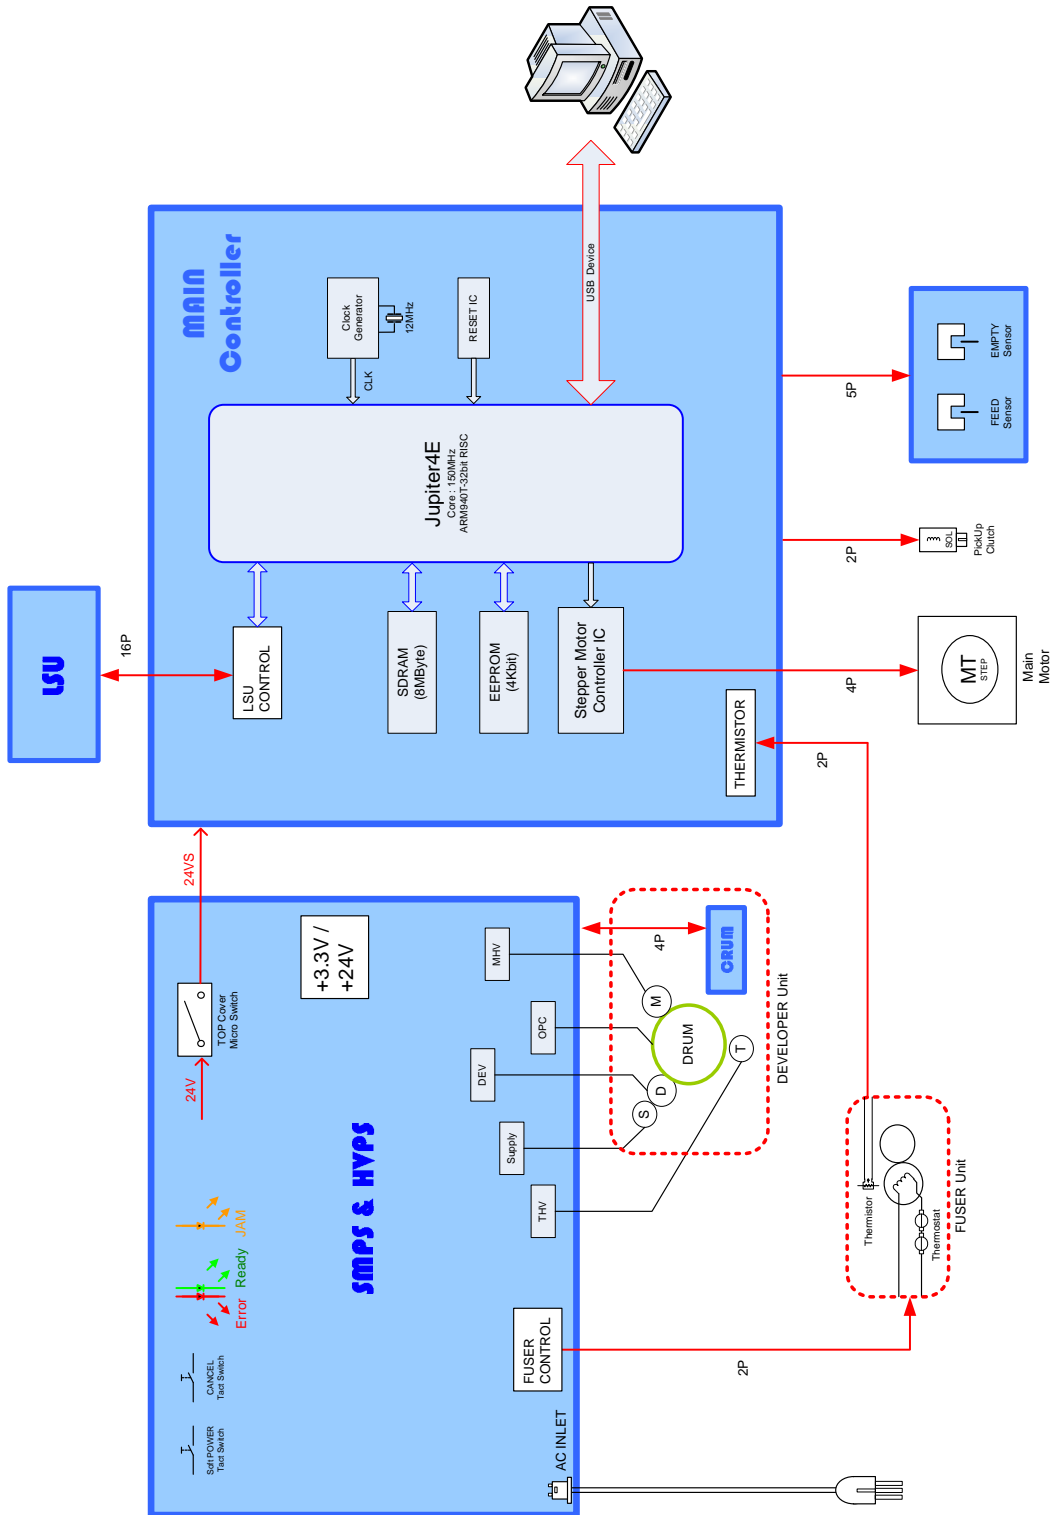 LSU
16P
MAIN
Controller
Clock
Generator
12MHz
CLK
RESET IC
USB Device
Jupiter4E
Core : 150MHz
ARM940T-32bit RISC
LSU
CONTROL
SDRAM
(8MByte)
EEPROM
(4Kbit)
Stepper Motor
Controller IC
THERMISTOR
5P
FEED
Sensor
EMPTY
Sensor
2P
SOL
PickUp
Clutch
4P
MT
STEP
Main
Motor
2P
24VS
24V
TOP Cover
Micro Switch
+3.3V /
+24V
SMPS & HVPS
Soft POWER
Tact Switch
CANCEL
Tact Switch
Error
Ready
JAM
MHV
OPC
DEV
Supply
THV
FUSER
CONTROL
AC INLET
4P
CRUM
M
DRUM
D
S
T
DEVELOPER Unit
2P
Thermistor
Thermostat
FUSER Unit